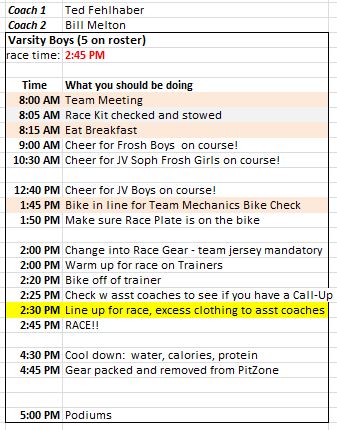 Coach 1 Ted Fehlhaber
Coach 2 Bill Melton
Varsity Boys (5 on roster)
race time: 2:45 PM
Time What you should be doing
8:00 AM Team Meeting
8:05 AM Race Kit checked and stowed
8:15 AM Eat Breakfast
9:00 AM Cheer for Frosh Boys on course!
10:30 AM Cheer for JV Soph Frosh Girls on course!
12:40 PM Cheer for JV Boys on course!
1:45 PM Bike in line for Team Mechanics Bike Check
1:50 PM Make sure Race Plate is on the bike
2:00 PM Change into Race Gear - team jersey mandatory
2:00 PM Warm up for race on Trainers
2:20 PM Bike off of trainer
2:25 PM Check w asst coaches to see if you have a Call-Up
2:30 PM Line up for race, excess clothing to asst coaches
2:45 PM RACE!!
4:30 PM Cool down: water, calories, protein
4:45 PM Gear packed and removed from PitZone
5:00 PM Podiums